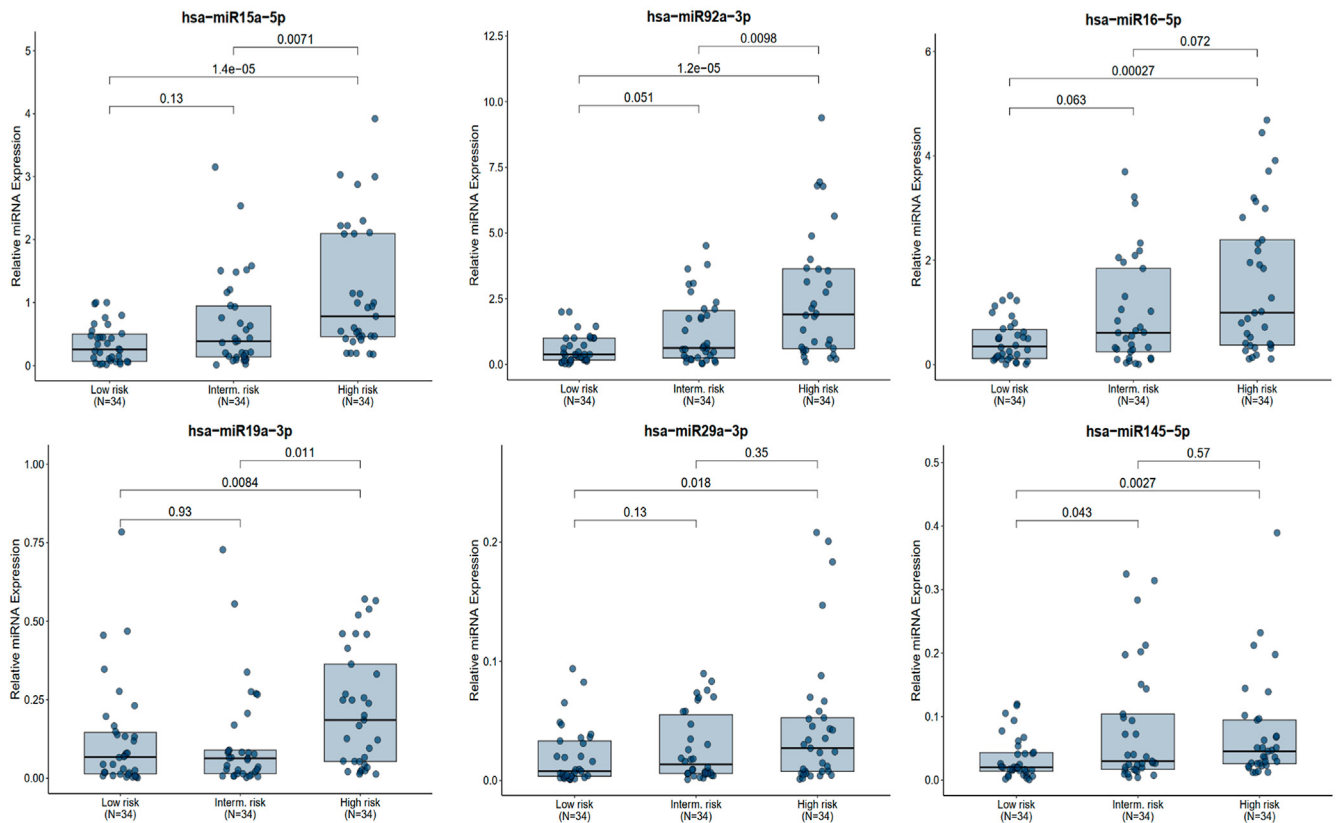 hsa-miR15a-5p
0.0071
1.4e-05
0.13
5
4
3
2
1
0
Relative miRNA Expression
Low risk
(N=34)
Interm. risk
(N=34)
High risk
(N=34)
hsa-miR92a-3p
0.0098
1.2e-05
0.051
12.5
10.0
7.5
5.0
2.5
0.0
Relative miRNA Expression
Low risk
(N=34)
Interm. risk
(N=34)
High risk
(N=34)
hsa-miR16-5p
0.072
0.00027
0.063
6
4
2
0
Relative miRNA Expression
Low risk
(N=34)
Interm. risk
(N=34)
High risk
(N=34)
hsa-miR19a-3p
0.011
0.0084
0.93
1.00
0.75
0.50
0.25
0.00
Relative miRNA Expression
Low risk
(N=34)
Interm. risk
(N=34)
High risk
(N=34)
hsa-miR29a-3p
0.35
0.018
0.13
0.2
0.1
0.0
Relative miRNA Expression
Low risk
(N=34)
Interm. risk
(N=34)
High risk
(N=34)
hsa-miR145-5p
0.57
0.0027
0.043
0.5
0.4
0.3
0.2
0.1
0.0
Relative miRNA Expression
Low risk
(N=34)
Interm. risk
(N=34)
High risk
(N=34)